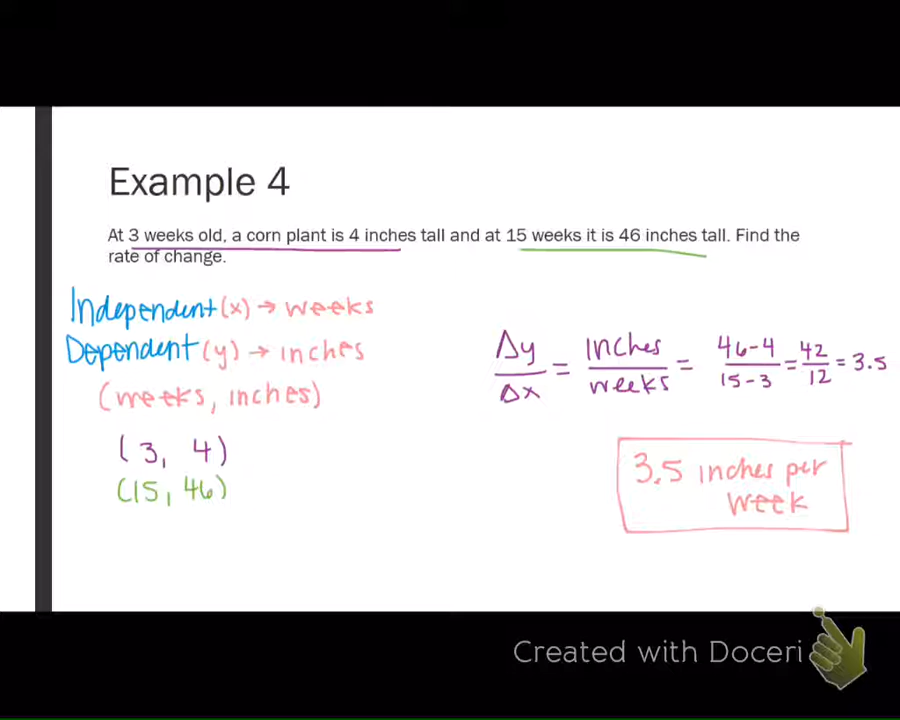 Example 4
At 3 weeks old, a corn plant is 4 inches tall and at 15 weeks it is 46 inches tall. Find the
rate of change.
Independent (x) → weeks
Dependent (y) → inches
(weeks, inches)
(3, 4)
(15, 46)
Δy/Δx = inches/weeks = 46-4/15-3 = 42/12 = 3.5
3.5 inches per
week
Created with Doceri